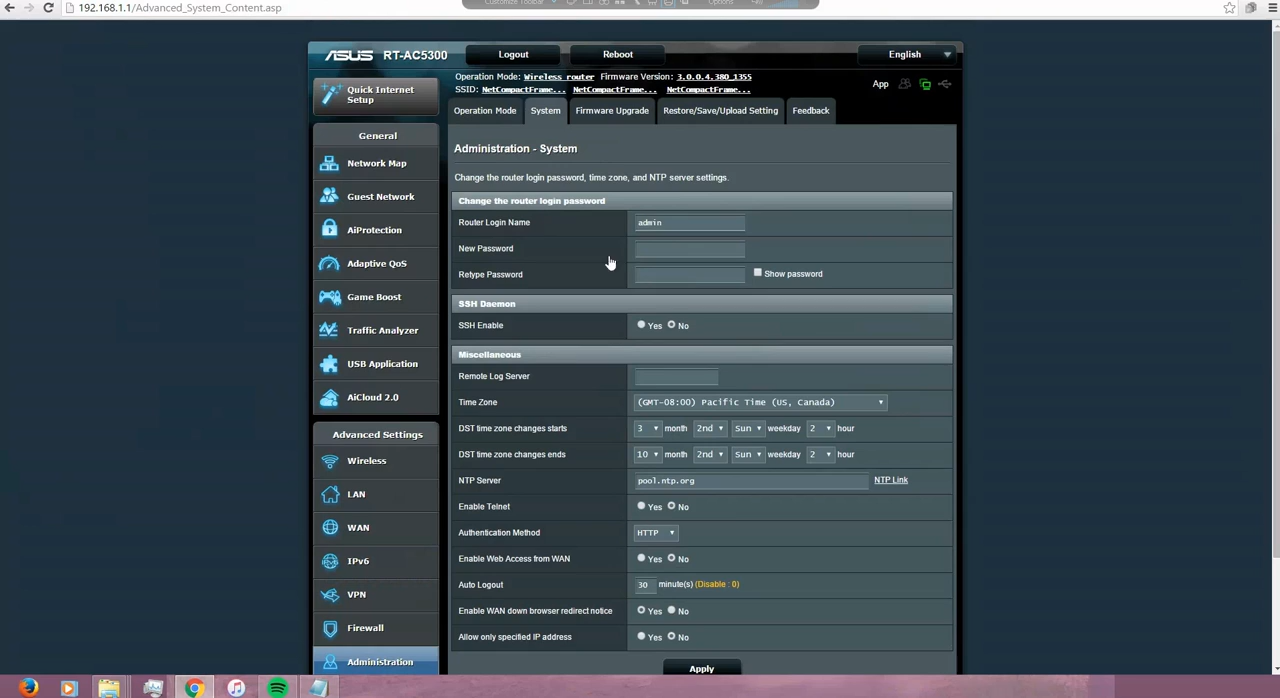 192.168.1.1/Advanced_System_Content.asp
Customize Toolbar
Options
ASUS RT-AC5300
Logout
Reboot
English
Quick Internet
Setup
Operation Mode: Wireless router Firmware Version: 3.0.0.4.380_1355
SSID: NetCompactFrame... NetCompactFrame... NetCompactFrame...
App
Operation Mode
System
Firmware Upgrade
Restore/Save/Upload Setting
Feedback
General
Network Map
Guest Network
AiProtection
Adaptive QoS
Game Boost
Traffic Analyzer
USB Application
AiCloud 2.0
Advanced Settings
Wireless
LAN
WAN
IPv6
VPN
Firewall
Administration
Administration - System
Change the router login password, time zone, and NTP server settings.
Change the router login password
Router Login Name admin
New Password
Retype Password Show password
SSH Daemon
SSH Enable Yes No
Miscellaneous
Remote Log Server
Time Zone (GMT-08:00) Pacific Time (US, Canada)
DST time zone changes starts 3 month 2nd Sun weekday 2 hour
DST time zone changes ends 10 month 2nd Sun weekday 2 hour
NTP Server pool.ntp.org NTP Link
Enable Telnet Yes No
Authentication Method HTTP
Enable Web Access from WAN Yes No
Auto Logout 30 minute(s) (Disable : 0)
Enable WAN down browser redirect notice Yes No
Allow only specified IP address Yes No
Apply